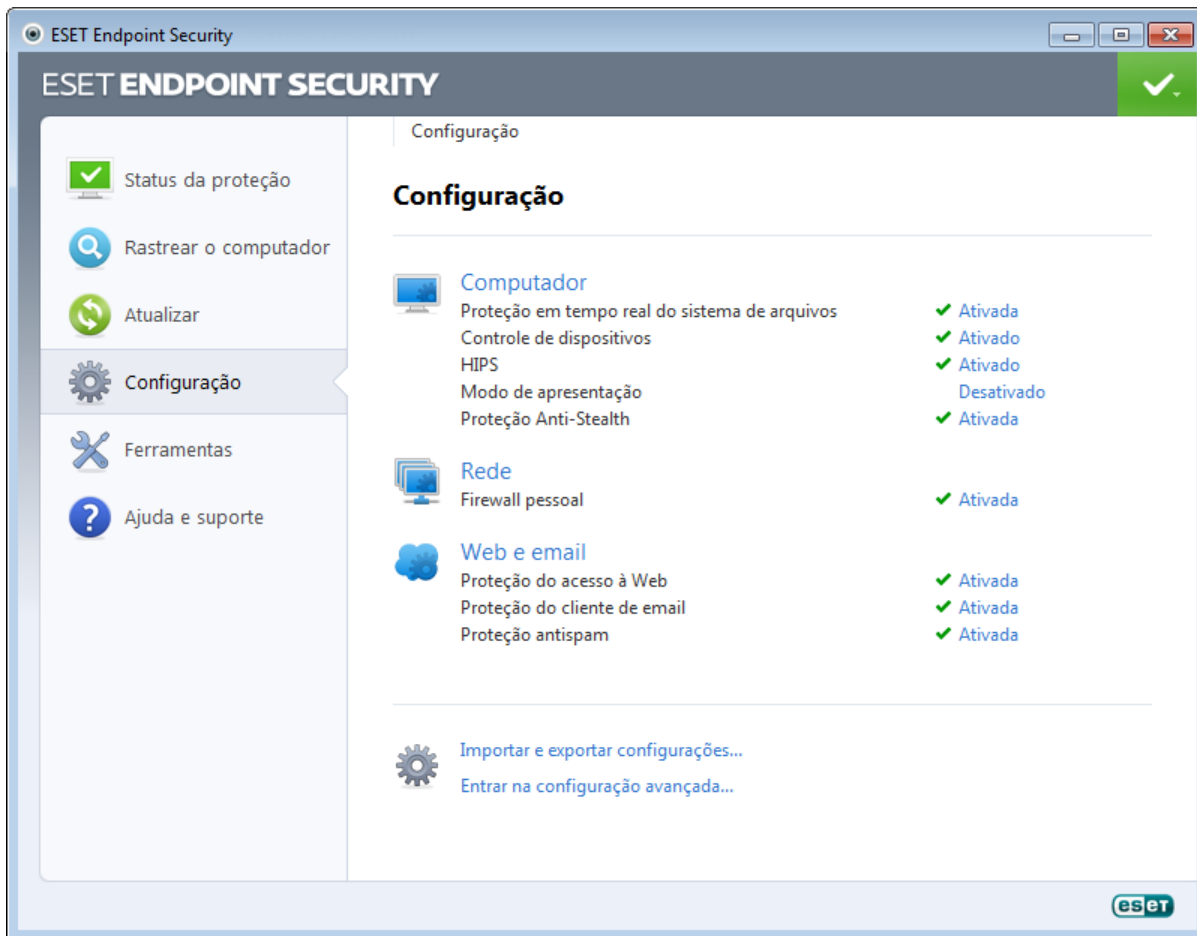 ESET Endpoint Security
ESET ENDPOINT SECURITY
Status da proteção
Rastrear o computador
Atualizar
Configuração
Ferramentas
Ajuda e suporte
Configuração
Configuração
Computador
Proteção em tempo real do sistema de arquivos Ativada
Controle de dispositivos Ativado
HIPS Ativado
Modo de apresentação Desativado
Proteção Anti-Stealth Ativada
Rede
Firewall pessoal Ativada
Web e email
Proteção do acesso à Web Ativada
Proteção do cliente de email Ativada
Proteção antispam Ativada
Importar e exportar configurações...
Entrar na configuração avançada...
eset